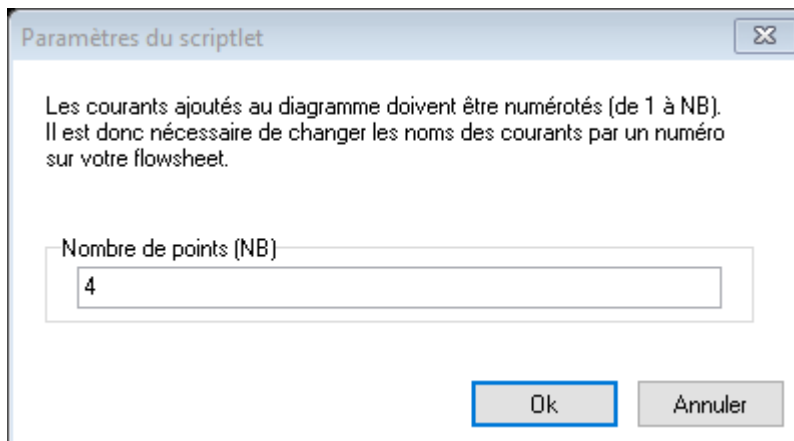 Paramètres du scriptlet
Les courants ajoutés au diagramme doivent être numérotés (de 1 à NB).
Il est donc nécessaire de changer les noms des courants par un numéro
sur votre flowsheet.
Nombre de points (NB)
4
Ok
Annuler